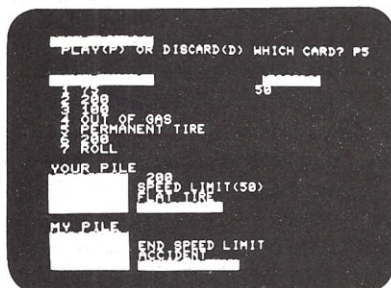 PLAY(P) OR DISCARD(D) WHICH CARD? P5
1 75 50
2 200
3 100
4 OUT OF GAS
5 PERMANENT TIRE
6 200
7 ROLL
YOUR PILE
200
SPEED LIMIT(50)
FLAT TIRE
MY PILE
END SPEED LIMIT
ACCIDENT